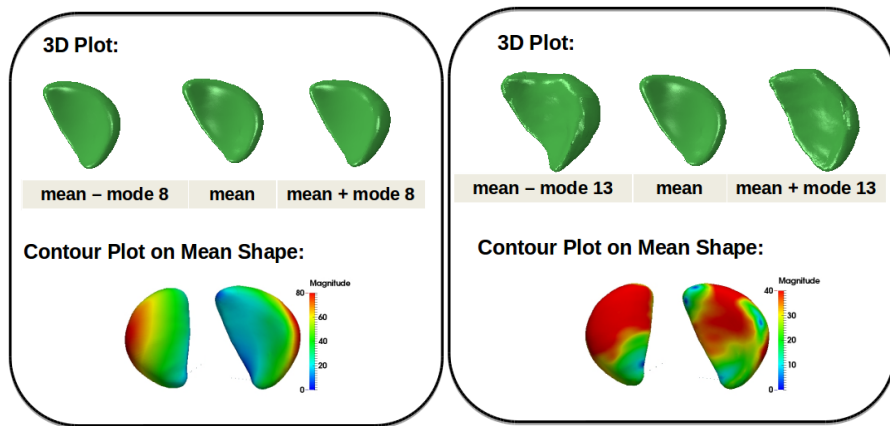 3D Plot:
mean – mode 8 mean mean + mode 8
Contour Plot on Mean Shape:
Magnitude
80
60
40
20
0
3D Plot:
mean – mode 13 mean mean + mode 13
Contour Plot on Mean Shape:
Magnitude
40
30
20
10
0